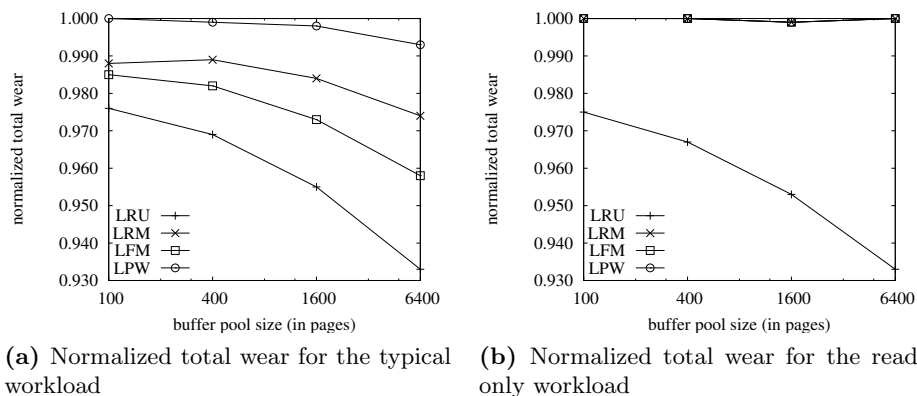 1.000
0.990
0.980
0.970
0.960
0.950
0.940
0.930
normalized total wear
LRU
LRM
LFM
LPW
100 400 1600 6400
buffer pool size (in pages)
(a) Normalized total wear for the typical
workload
1.000
0.990
0.980
0.970
0.960
0.950
0.940
0.930
normalized total wear
LRU
LRM
LFM
LPW
100 400 1600 6400
buffer pool size (in pages)
(b) Normalized total wear for the read
only workload